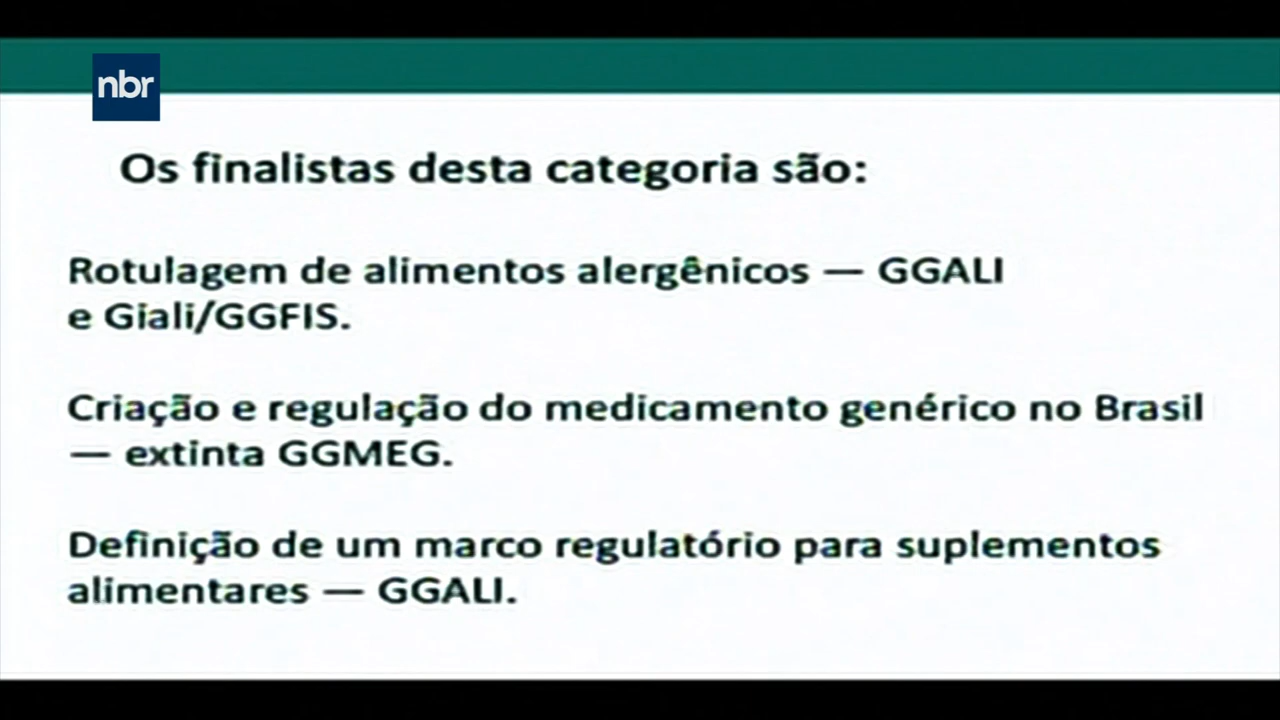 nbr
Os finalistas desta categoria são:
Rotulagem de alimentos alergênicos — GGALI
e Giali/GGFIS.
Criação e regulação do medicamento genérico no Brasil
— extinta GGMEG.
Definição de um marco regulatório para suplementos
alimentares — GGALI.